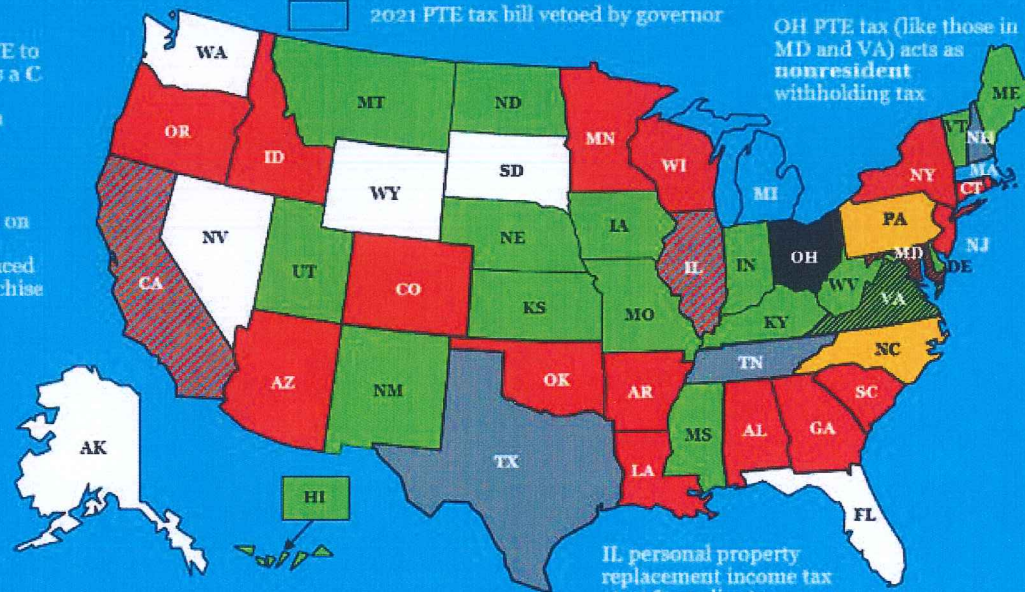 2021 PTE tax bill vetoed by governor
OH PTE tax (like those in
MD and VA) acts as
nonresident
withholding tax
E to
a C
on
ced
chise
WA
OR
ID
MT
ND
MN
WI
MI
SD
WY
NV
CA
UT
CO
NE
KS
IA
MO
IL
IN
OH
KY
WV
VA
PA
NY
VT
NH
ME
MA
CT
NJ
DE
MD
AZ
NM
OK
AR
TN
NC
SC
TX
LA
MS
AL
GA
FL
AK
HI
IL personal property
replacement income tax